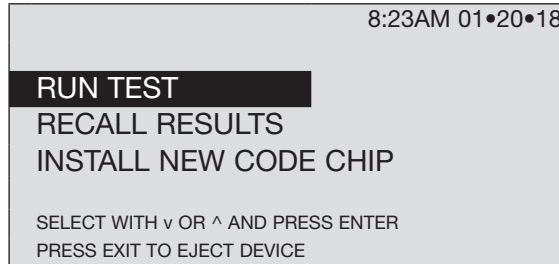 8:23AM 01•20•18
RUN TEST
RECALL RESULTS
INSTALL NEW CODE CHIP
SELECT WITH v OR ^ AND PRESS ENTER
PRESS EXIT TO EJECT DEVICE